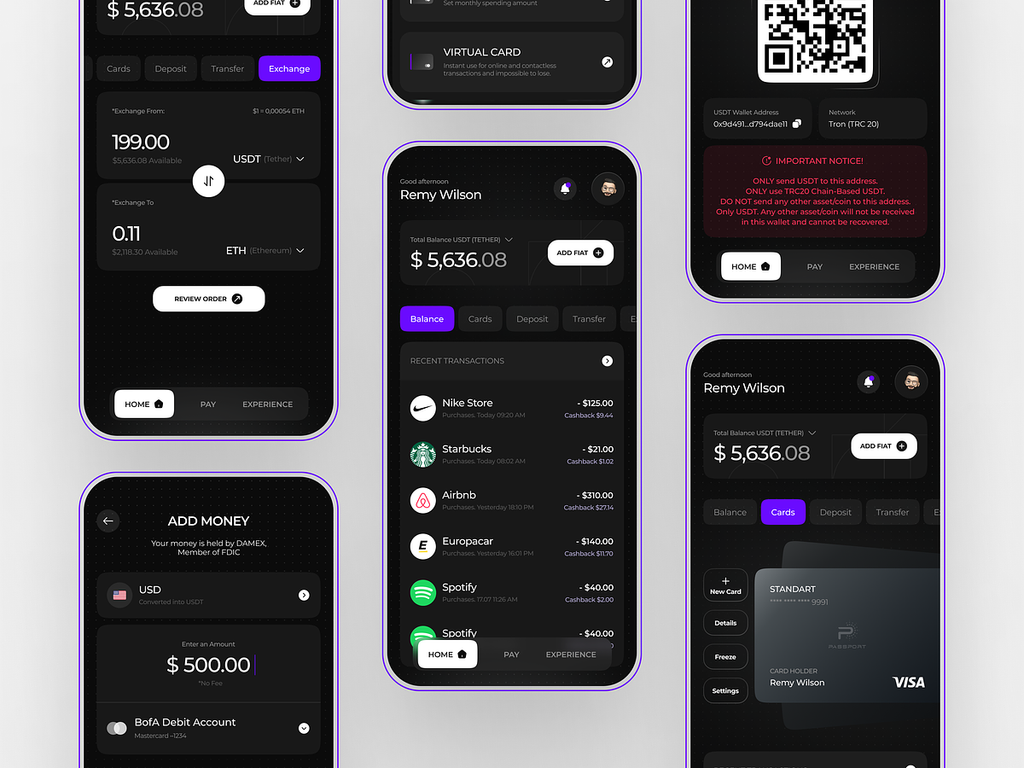 $ 5,636.08
ADD FIAT
Cards
Deposit
Transfer
Exchange
*Exchange From:
$1 = 0,00054 ETH
199.00
$5,636.08 Available
USDT (Tether)
*Exchange To
0.11
$2,118.30 Available
ETH (Ethereum)
REVIEW ORDER
HOME
PAY
EXPERIENCE
ADD MONEY
Your money is held by DAMEX,
Member of FDIC
USD
Converted into USDT
Enter an Amount
$ 500.00
*No Fee
BofA Debit Account
Mastercard ~1234
Set monthly spending amount
VIRTUAL CARD
Instant use for online and contactless
transactions and impossible to lose.
Good afternoon
Remy Wilson
Total Balance USDT (TETHER)
$ 5,636.08
ADD FIAT
Balance
Cards
Deposit
Transfer
E
RECENT TRANSACTIONS
Nike Store
- $125.00
Purchases. Today 09:20 AM
Cashback $9.44
Starbucks
- $21.00
Purchases. Today 08:02 AM
Cashback $1.02
Airbnb
- $310.00
Purchases. Yesterday 18:10 PM
Cashback $27.14
E
Europacar
- $140.00
Purchases. Yesterday 16:01 PM
Cashback $11.70
Spotify
- $40.00
Purchases. 17.07 11:26 AM
Cashback $2.00
Spotify
- $40.00
HOME
PAY
EXPERIENCE
USDT Wallet Address
0x9d491...d794dae11
Network
Tron (TRC 20)
IMPORTANT NOTICE!
ONLY send USDT to this address.
ONLY use TRC20 Chain-Based USDT.
DO NOT send any other asset/coin to this address.
Only USDT. Any other asset/coin will not be received
in this wallet and cannot be recovered.
HOME
PAY
EXPERIENCE
Good afternoon
Remy Wilson
Total Balance USDT (TETHER)
$ 5,636.08
ADD FIAT
Balance
Cards
Deposit
Transfer
E
New Card
Details
Freeze
Settings
STANDART
**** **** **** 9991
PASSPORT
CARD HOLDER
Remy Wilson
VISA